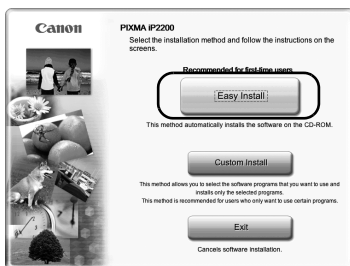 Canon
PIXMA iP2200
Select the installation method and follow the instructions on the
screens.
Recommended for first-time users
Easy Install
This method automatically installs the software on the CD-ROM.
Custom Install
This method allows you to select the software programs that you want to use and
installs only the selected programs.
This method is recommended for users who only want to use certain programs.
Exit
Cancels software installation.